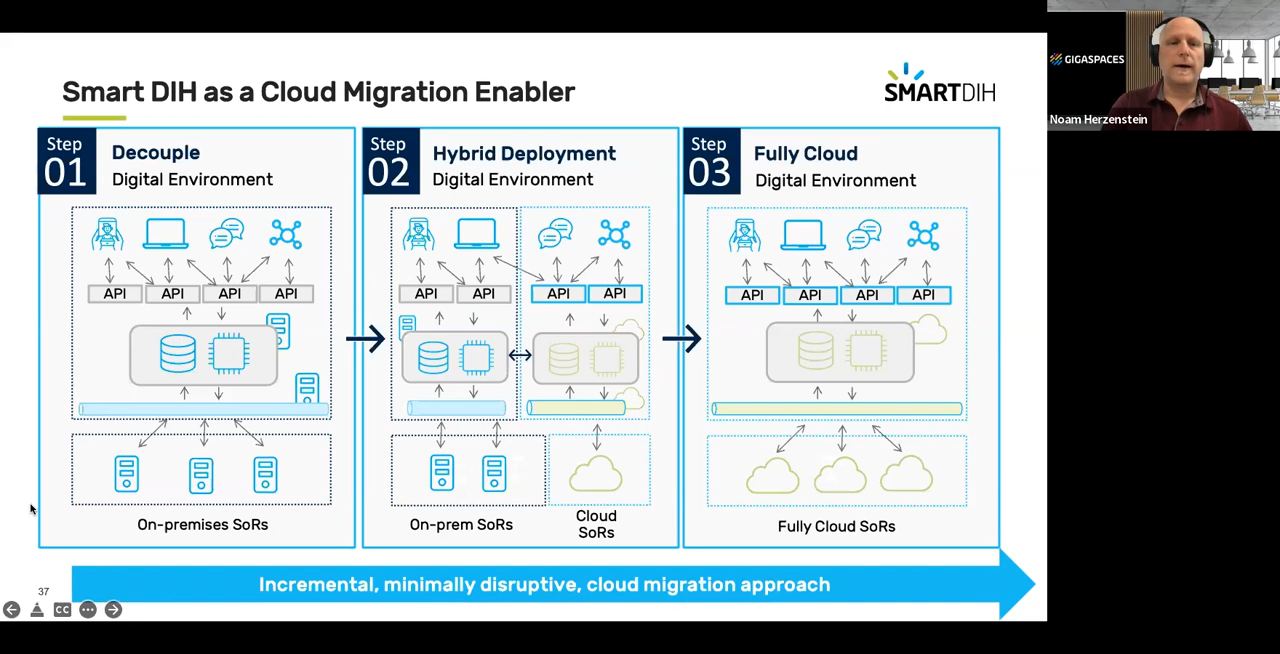 Smart DIH as a Cloud Migration Enabler
SMARTDIH
GIGASPACES
Noam Herzenstein
Step
01
Decouple
Digital Environment
API API API API
On-premises SoRs
Step
02
Hybrid Deployment
Digital Environment
API API API API
On-prem SoRs
Cloud
SoRs
Step
03
Fully Cloud
Digital Environment
API API API API
Fully Cloud SoRs
Incremental, minimally disruptive, cloud migration approach
37
CC